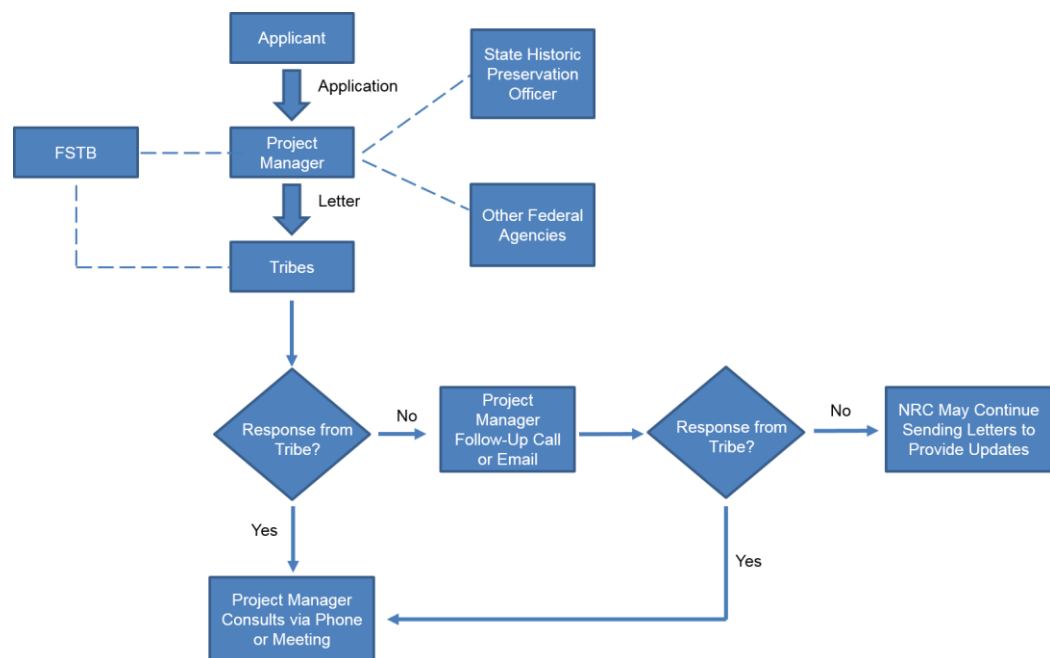 Applicant
State Historic
Preservation
Officer
Application
FSTB
Project
Manager
Letter
Other Federal
Agencies
Tribes
Response from
Tribe?
No
Project
Manager
Follow-Up Call
or Email
Response from
Tribe?
No
NRC May Continue
Sending Letters to
Provide Updates
Yes
Yes
Project Manager
Consults via Phone
or Meeting